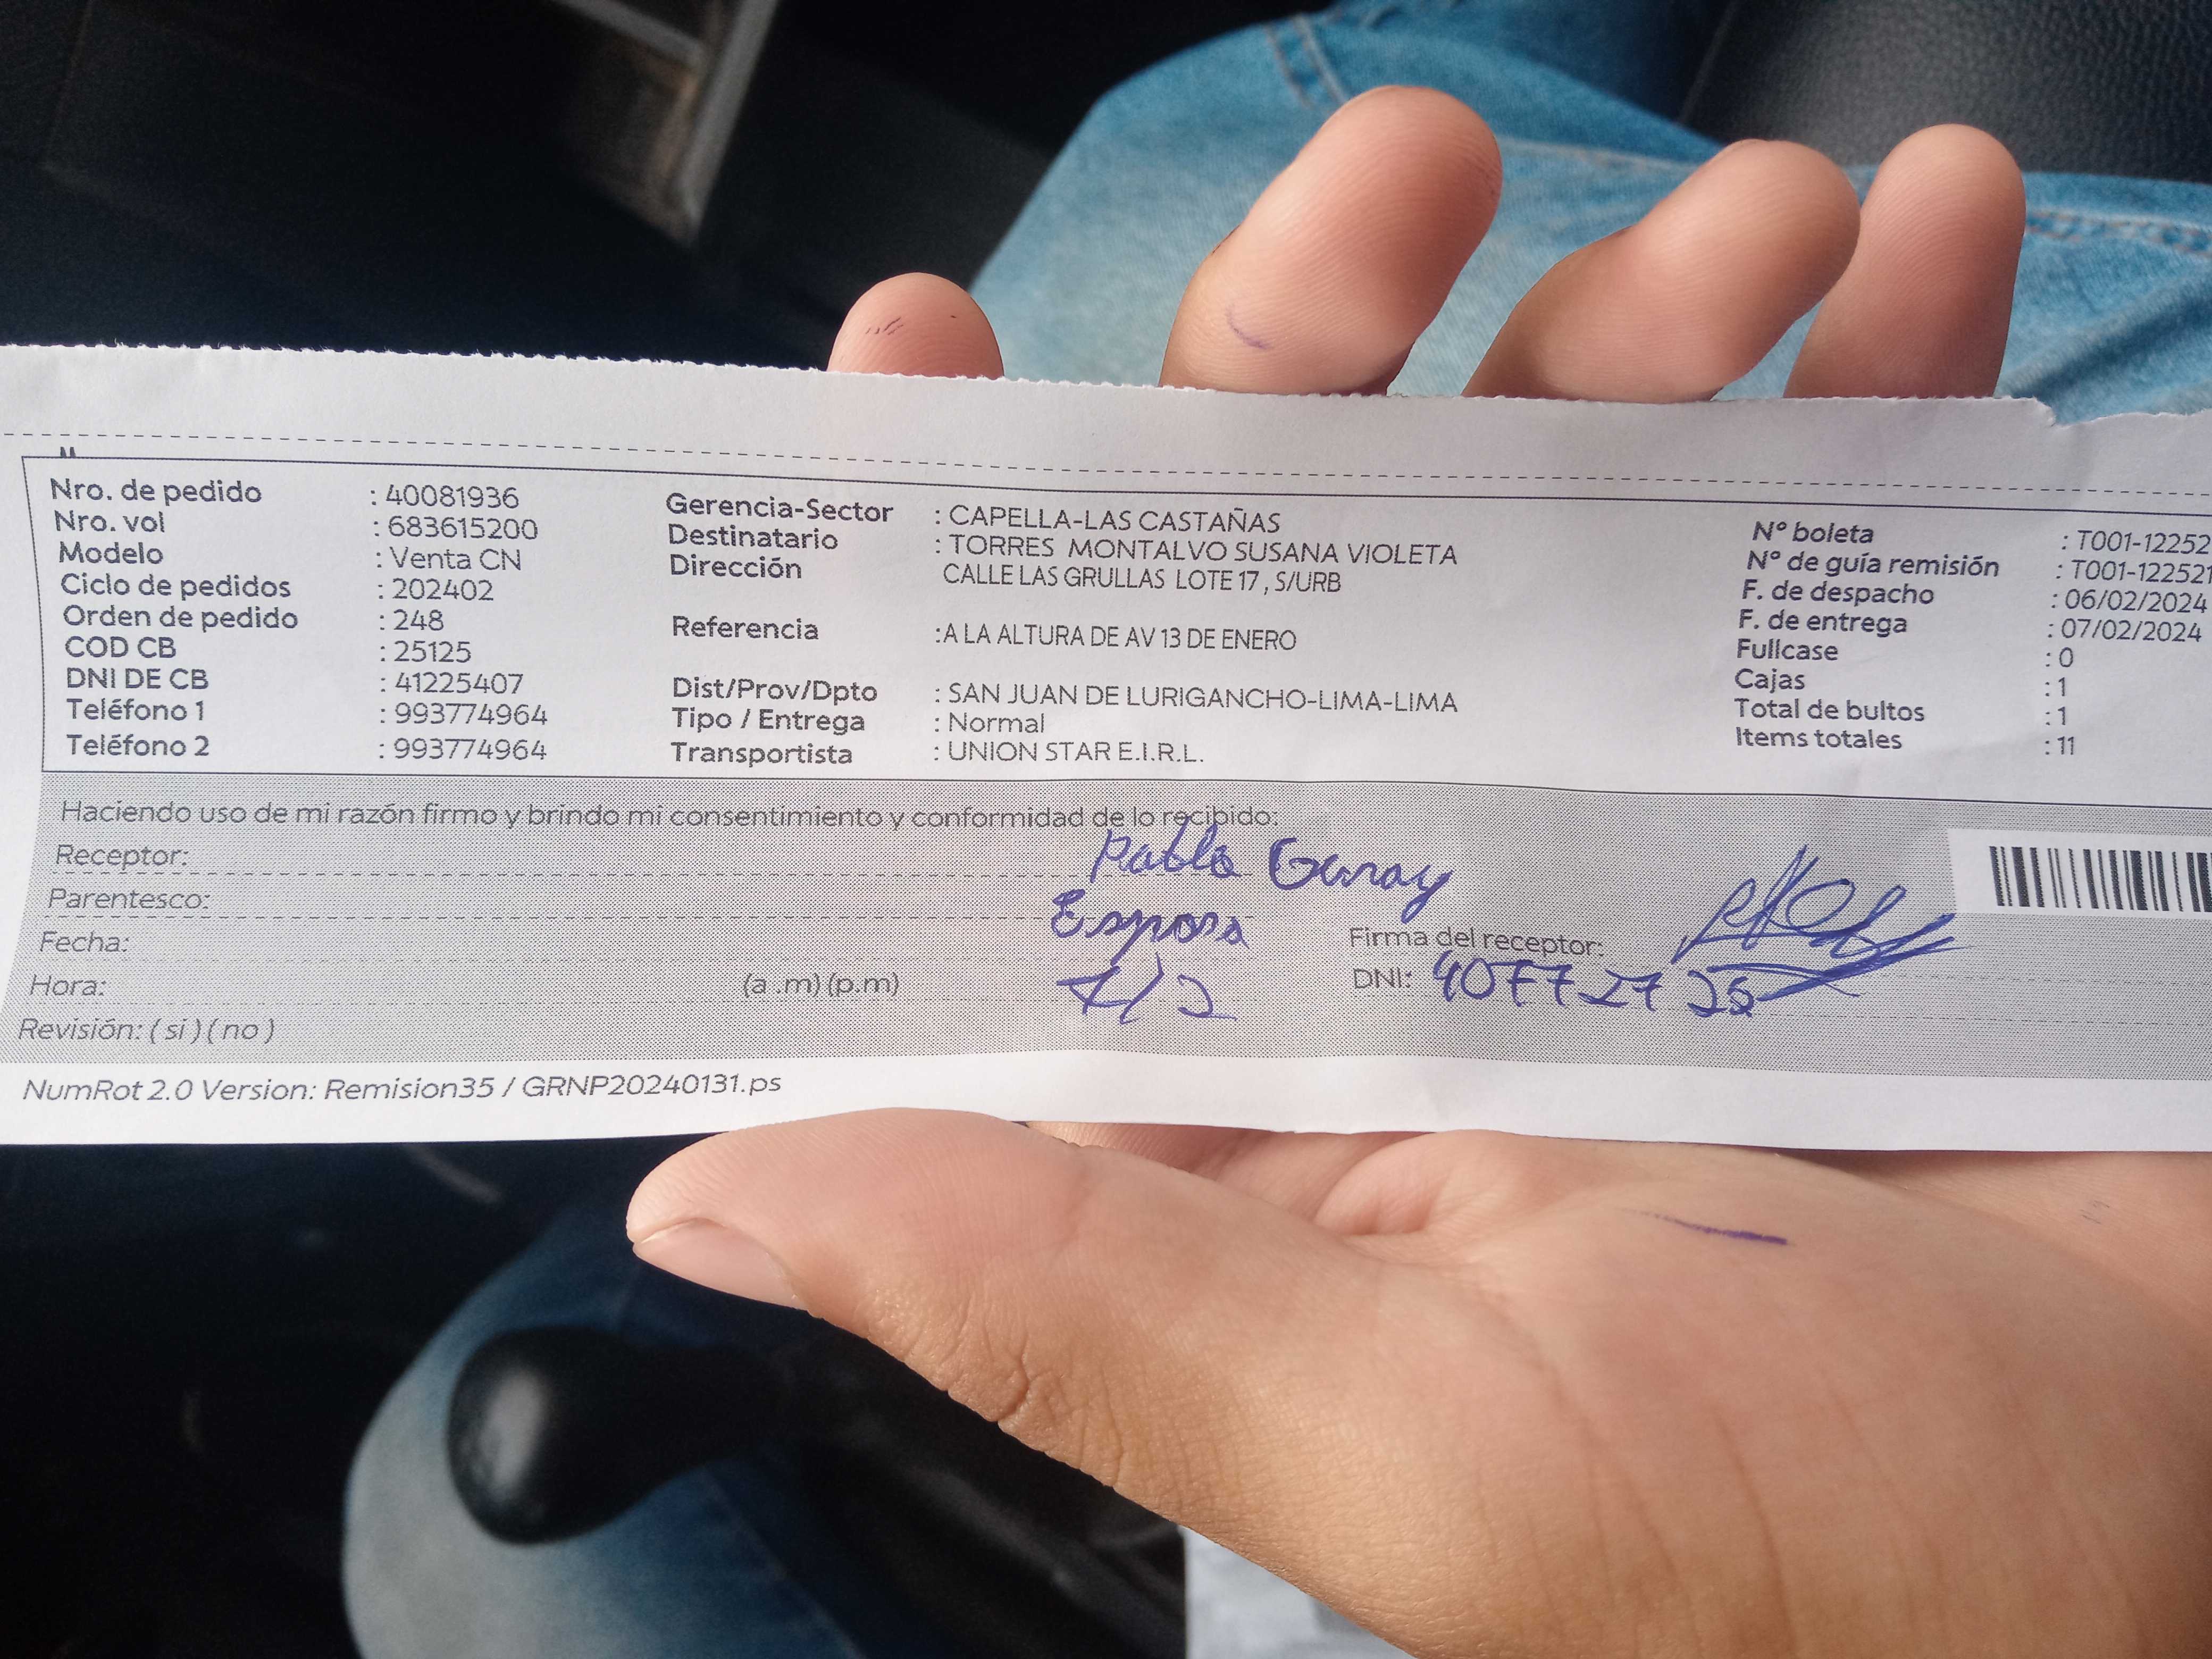 Nro. de pedido : 40081936
Nro. vol : 683615200
Modelo : Venta CN
Ciclo de pedidos : 202402
Orden de pedido : 248
COD CB : 25125
DNI DE CB : 41225407
Teléfono 1 : 993774964
Teléfono 2 : 993774964
Gerencia-Sector : CAPELLA-LAS CASTAÑAS
Destinatario : TORRES MONTALVO SUSANA VIOLETA
Dirección CALLE LAS GRULLAS LOTE 17 , S/URB
Referencia :A LA ALTURA DE AV 13 DE ENERO
Dist/Prov/Dpto : SAN JUAN DE LURIGANCHO-LIMA-LIMA
Tipo / Entrega : Normal
Transportista : UNION STAR E.I.R.L.
N° boleta : T001-12252
N° de guía remisión : T001-122521
F. de despacho : 06/02/2024
F. de entrega : 07/02/2024
Fullcase : 0
Cajas : 1
Total de bultos : 1
Items totales : 11
Haciendo uso de mi razón firmo y brindo mi consentimiento y conformidad de lo recibido:
Receptor: Pablo Garay
Parentesco: Esposo
Fecha: 7/2
Firma del receptor:
Hora: (a .m) (p.m)
DNI: 40772725
Revisión: ( si ) ( no )
NumRot 2.0 Version: Remision35 / GRNP20240131.ps